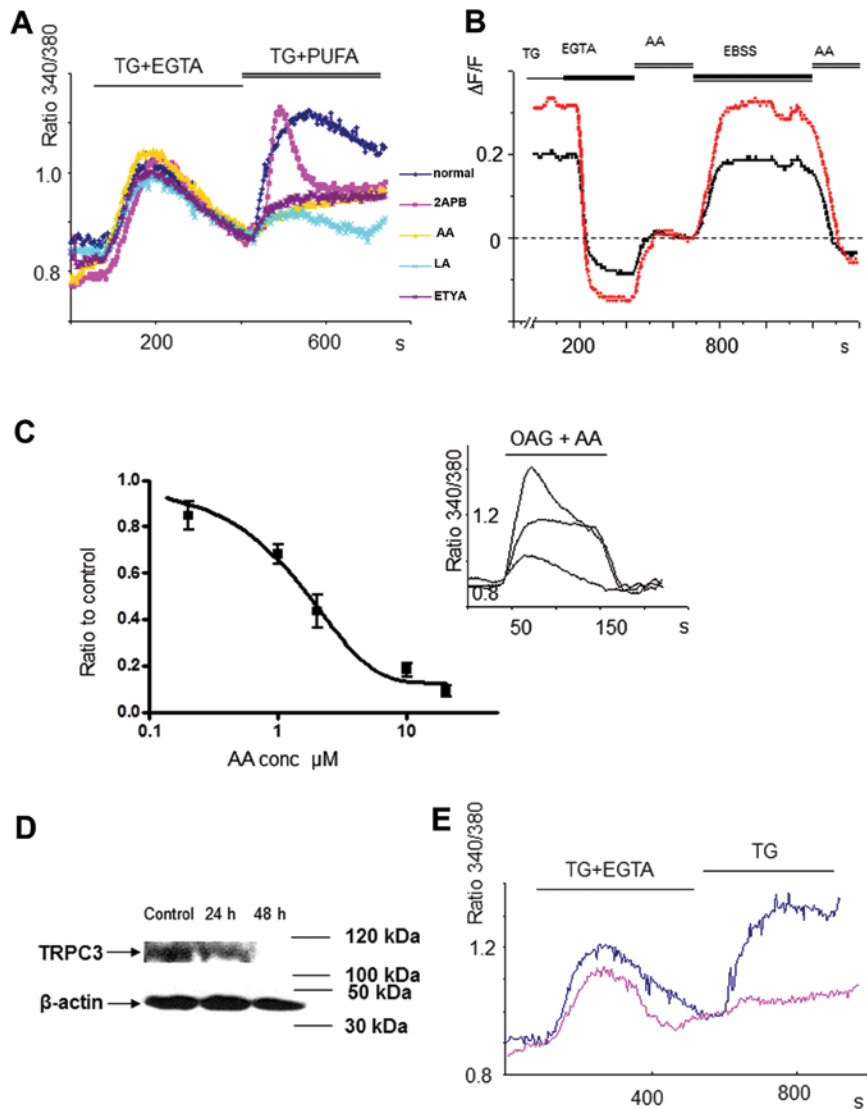 A
TG+EGTA
TG+PUFA
Ratio 340/380
1.0
0.8
200
600
s
normal
2APB
AA
LA
ETYA
B
TG
EGTA
AA
EBSS
AA
ΔF/F
0.2
0
200
800
s
C
Ratio to control
1.0
0.8
0.6
0.4
0.2
0.0
0.1
1
10
AA conc µM
OAG + AA
Ratio 340/380
1.2
0.8
50
150
s
D
Control 24 h 48 h
TRPC3
β-actin
120 kDa
100 kDa
50 kDa
30 kDa
E
TG+EGTA
TG
Ratio 340/380
1.2
0.8
400
800
s